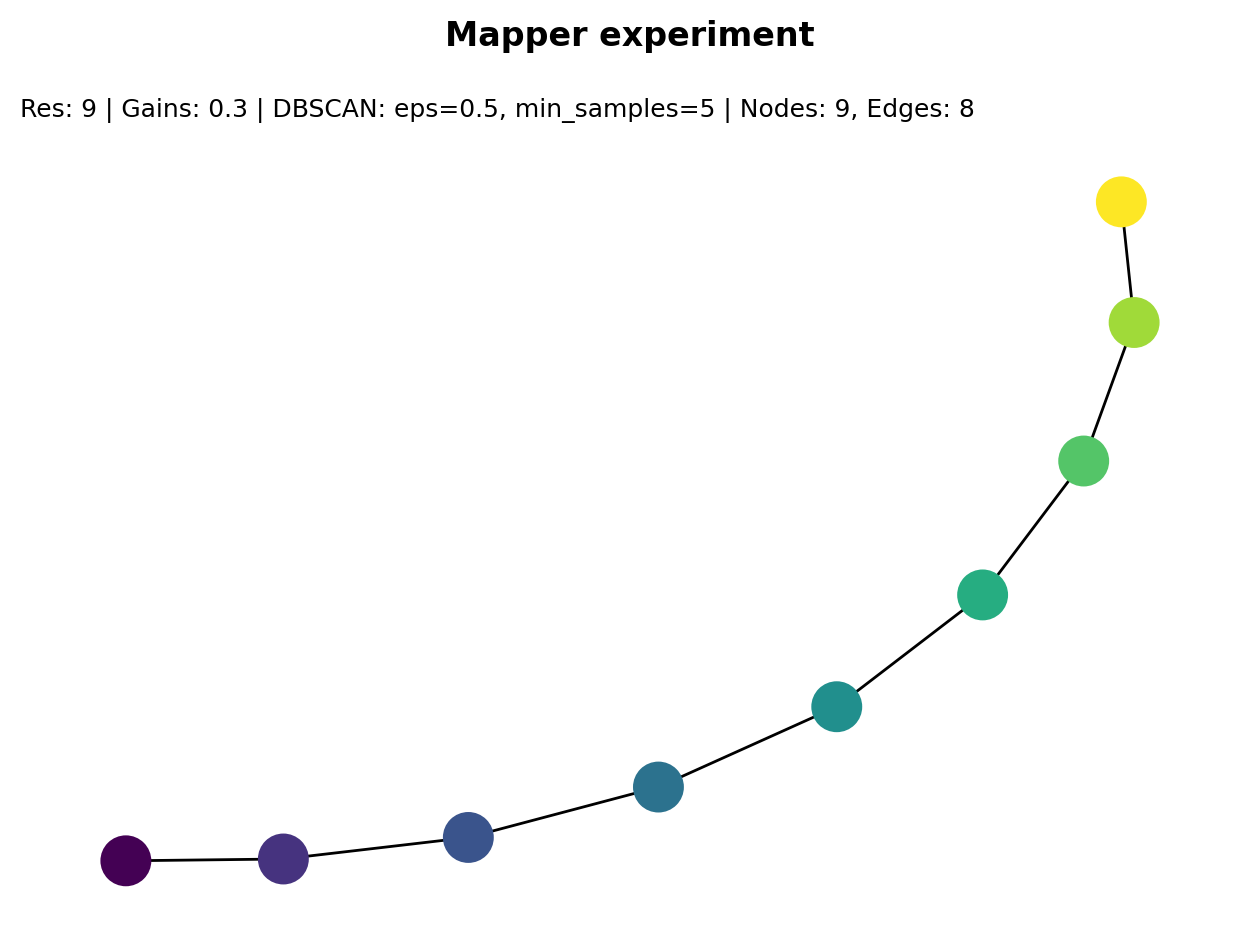 Mapper experiment
Res: 9 | Gains: 0.3 | DBSCAN: eps=0.5, min_samples=5 | Nodes: 9, Edges: 8